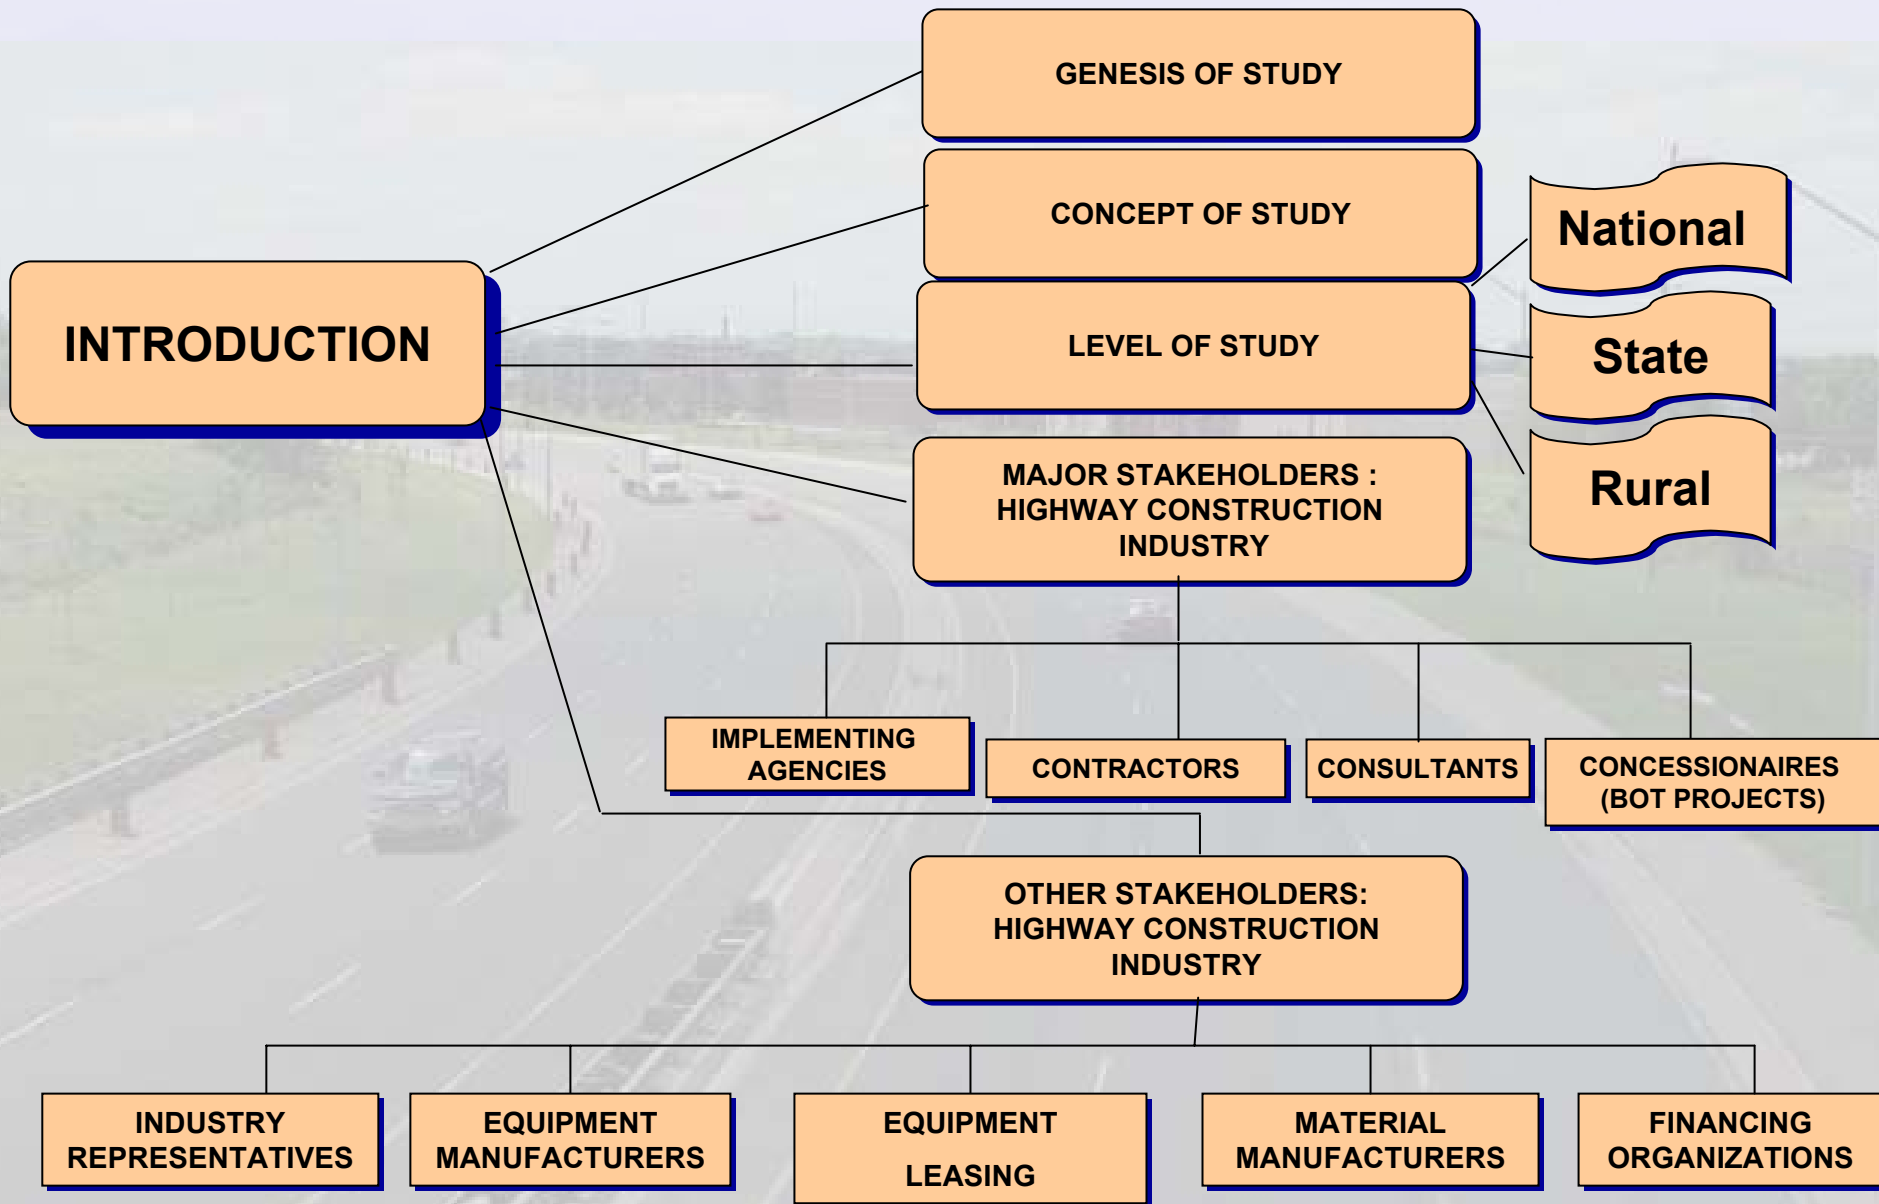 GENESIS OF STUDY
CONCEPT OF STUDY
National
INTRODUCTION
LEVEL OF STUDY
State
MAJOR STAKEHOLDERS :
HIGHWAY CONSTRUCTION
INDUSTRY
Rural
IMPLEMENTING
AGENCIES
CONTRACTORS
CONSULTANTS
CONCESSIONAIRES
(BOT PROJECTS)
OTHER STAKEHOLDERS:
HIGHWAY CONSTRUCTION
INDUSTRY
INDUSTRY
REPRESENTATIVES
EQUIPMENT
MANUFACTURERS
EQUIPMENT
LEASING
MATERIAL
MANUFACTURERS
FINANCING
ORGANIZATIONS